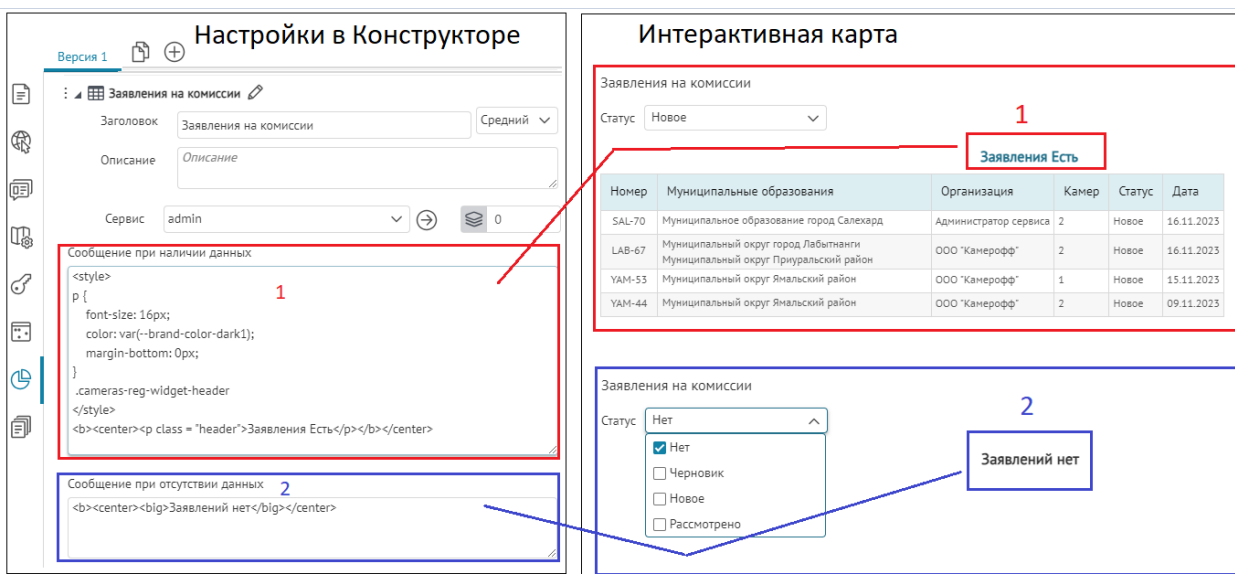 Настройки в Конструкторе
Версия 1
Заявления на комиссии
Заголовок
Заявления на комиссии
Средний
Описание
Описание
Сервис
admin
0
Сообщение при наличии данных
<style>
p {
font-size: 16px;
color: var(--brand-color-dark1);
margin-bottom: 0px;
}
.cameras-reg-widget-header
</style>
<b><center><p class = "header">Заявления Есть</p></b></center>
1
Сообщение при отсутствии данных
2
<b><center><big>Заявлений нет</big></center>
Интерактивная карта
Заявления на комиссии
Статус Новое
1
Заявления Есть
Номер Муниципальные образования Организация Камер Статус Дата
SAL-70 Муниципальное образование город Салехард Администратор сервиса 2 Новое 16.11.2023
LAB-67 Муниципальный округ город Лабытнанги Муниципальный округ Приуральский район ООО "Камерофф" 2 Новое 16.11.2023
YAM-53 Муниципальный округ Ямальский район ООО "Камерофф" 1 Новое 15.11.2023
YAM-44 Муниципальный округ Ямальский район ООО "Камерофф" 2 Новое 09.11.2023
Заявления на комиссии
Статус Нет
2
Нет
Черновик
Новое
Рассмотрено
Заявлений нет